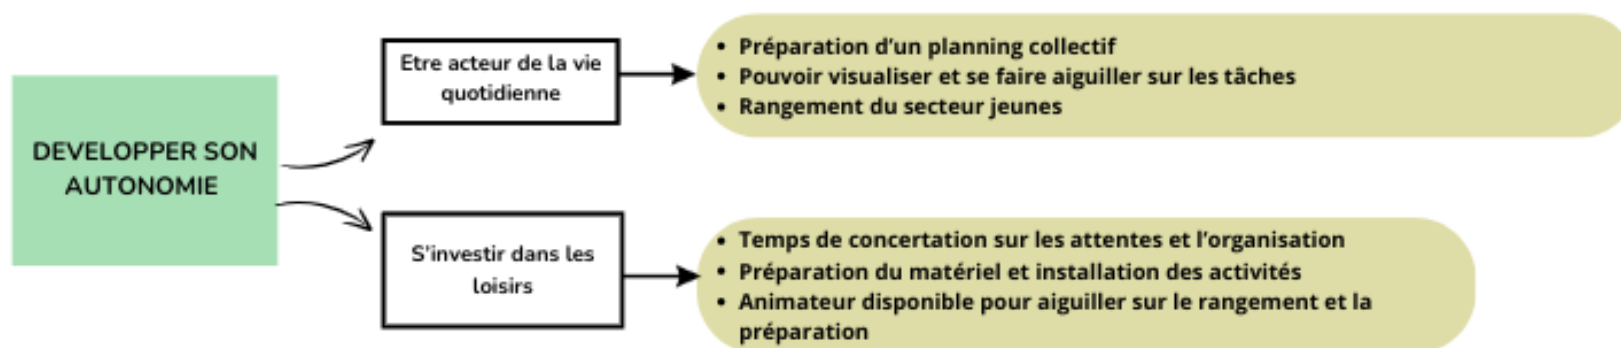 DEVELOPPER SON
AUTONOMIE
Etre acteur de la vie
quotidienne
• Préparation d'un planning collectif
• Pouvoir visualiser et se faire aiguiller sur les tâches
• Rangement du secteur jeunes
S'investir dans les
loisirs
• Temps de concertation sur les attentes et l'organisation
• Préparation du matériel et installation des activités
• Animateur disponible pour aiguiller sur le rangement et la
préparation